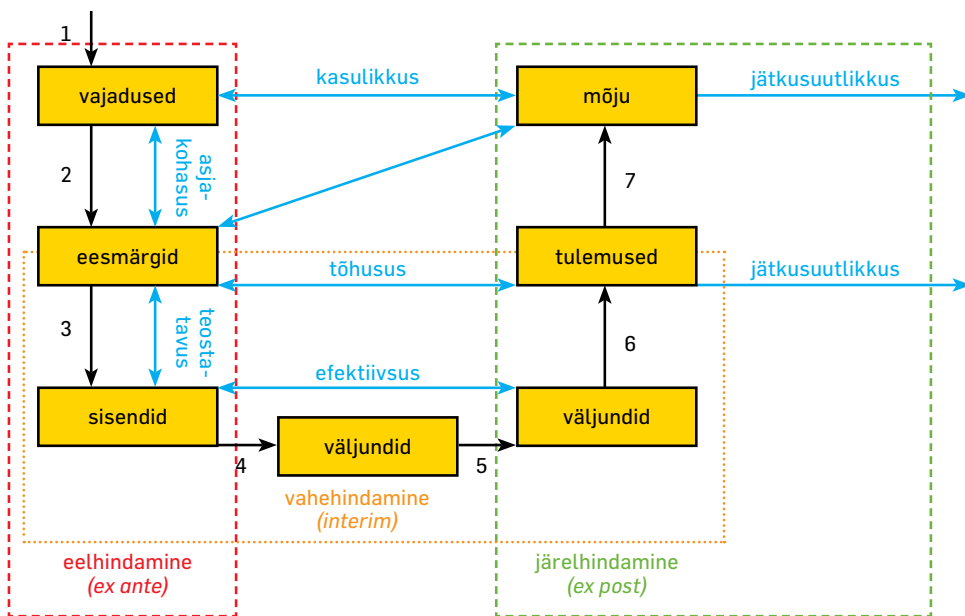 1
vajadused
kasulikkus
mõju
jätkusuutlikkus
2
asja-
kohasus
7
eesmärgid
tõhusus
tulemused
jätkusuutlikkus
3
teosta-
tavus
6
sisendid
efektiivsus
väljundid
4
väljundid
5
vahehindamine
(interim)
eelhindamine
(ex ante)
järelhindamine
(ex post)